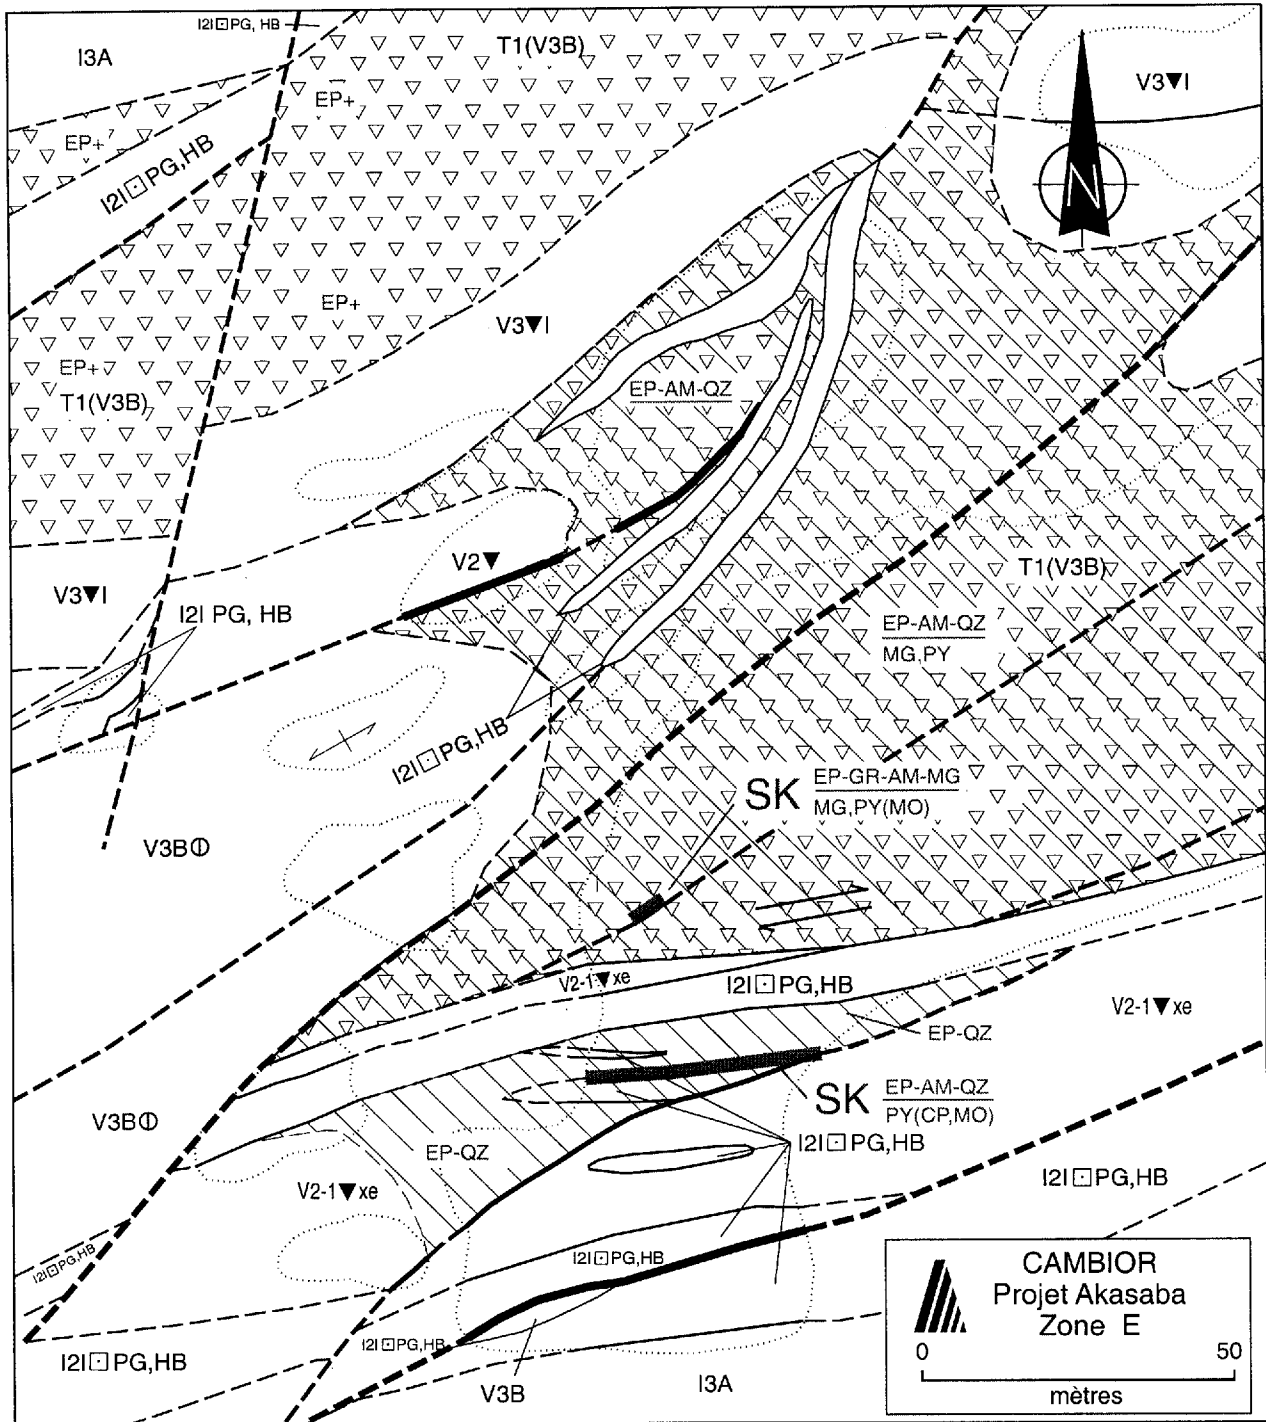 I2I⊡PG, HB
I3A
T1(V3B)
V3▼I
EP+
EP+
I2I⊡PG,HB
N
EP+
V3▼I
EP+
T1(V3B)
EP-AM-QZ
V2▼
T1(V3B)
V3▼I
I2I PG, HB
EP-AM-QZ
MG,PY
I2I⊡PG,HB
SK
EP-GR-AM-MG
MG,PY(MO)
V3B⦶
V2-1▼xe
I2I⊡PG,HB
V2-1▼xe
EP-QZ
SK
EP-AM-QZ
PY(CP,MO)
V3B⦶
I2I⊡PG,HB
EP-QZ
V2-1▼xe
I2I⊡PG,HB
I2I⊡PG,HB
I2I⊡PG,HB
I2I⊡PG,HB
I2I⊡PG,HB
V3B
I3A
CAMBIOR
Projet Akasaba
Zone E
0 50
mètres